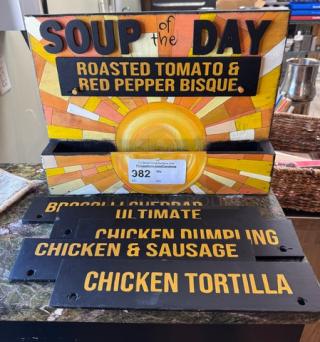 SOUP of the DAY
ROASTED TOMATO &
RED PEPPER BISQUE
382
BROCCOLI CHEDDAR
ULTIMATE
CHICKEN DUMPLING
CHICKEN & SAUSAGE
CHICKEN TORTILLA